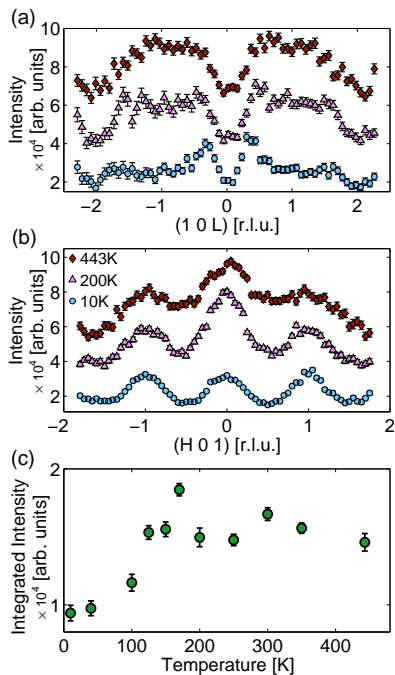 (a)
10
8
6
4
2
Intensity
×10⁴ [arb. units]
−2 −1 0 1 2
(1 0 L) [r.l.u.]
(b)
443K
200K
10K
10
8
6
4
2
Intensity
×10⁴ [arb. units]
−2 −1 0 1 2
(H 0 1) [r.l.u.]
(c)
2
1
Integrated Intensity
×10⁴ [arb. units]
0 100 200 300 400
Temperature [K]